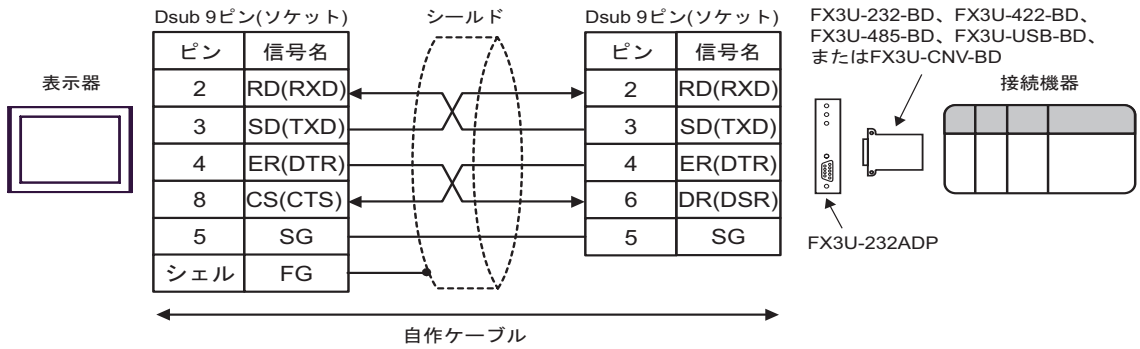 Dsub 9ピン(ソケット)
シールド
Dsub 9ピン(ソケット)
FX3U-232-BD、FX3U-422-BD、
FX3U-485-BD、FX3U-USB-BD、
またはFX3U-CNV-BD
表示器
接続機器
ピン 信号名
2 RD(RXD)
3 SD(TXD)
4 ER(DTR)
8 CS(CTS)
5 SG
シェル FG
ピン 信号名
2 RD(RXD)
3 SD(TXD)
4 ER(DTR)
6 DR(DSR)
5 SG
FX3U-232ADP
自作ケーブル